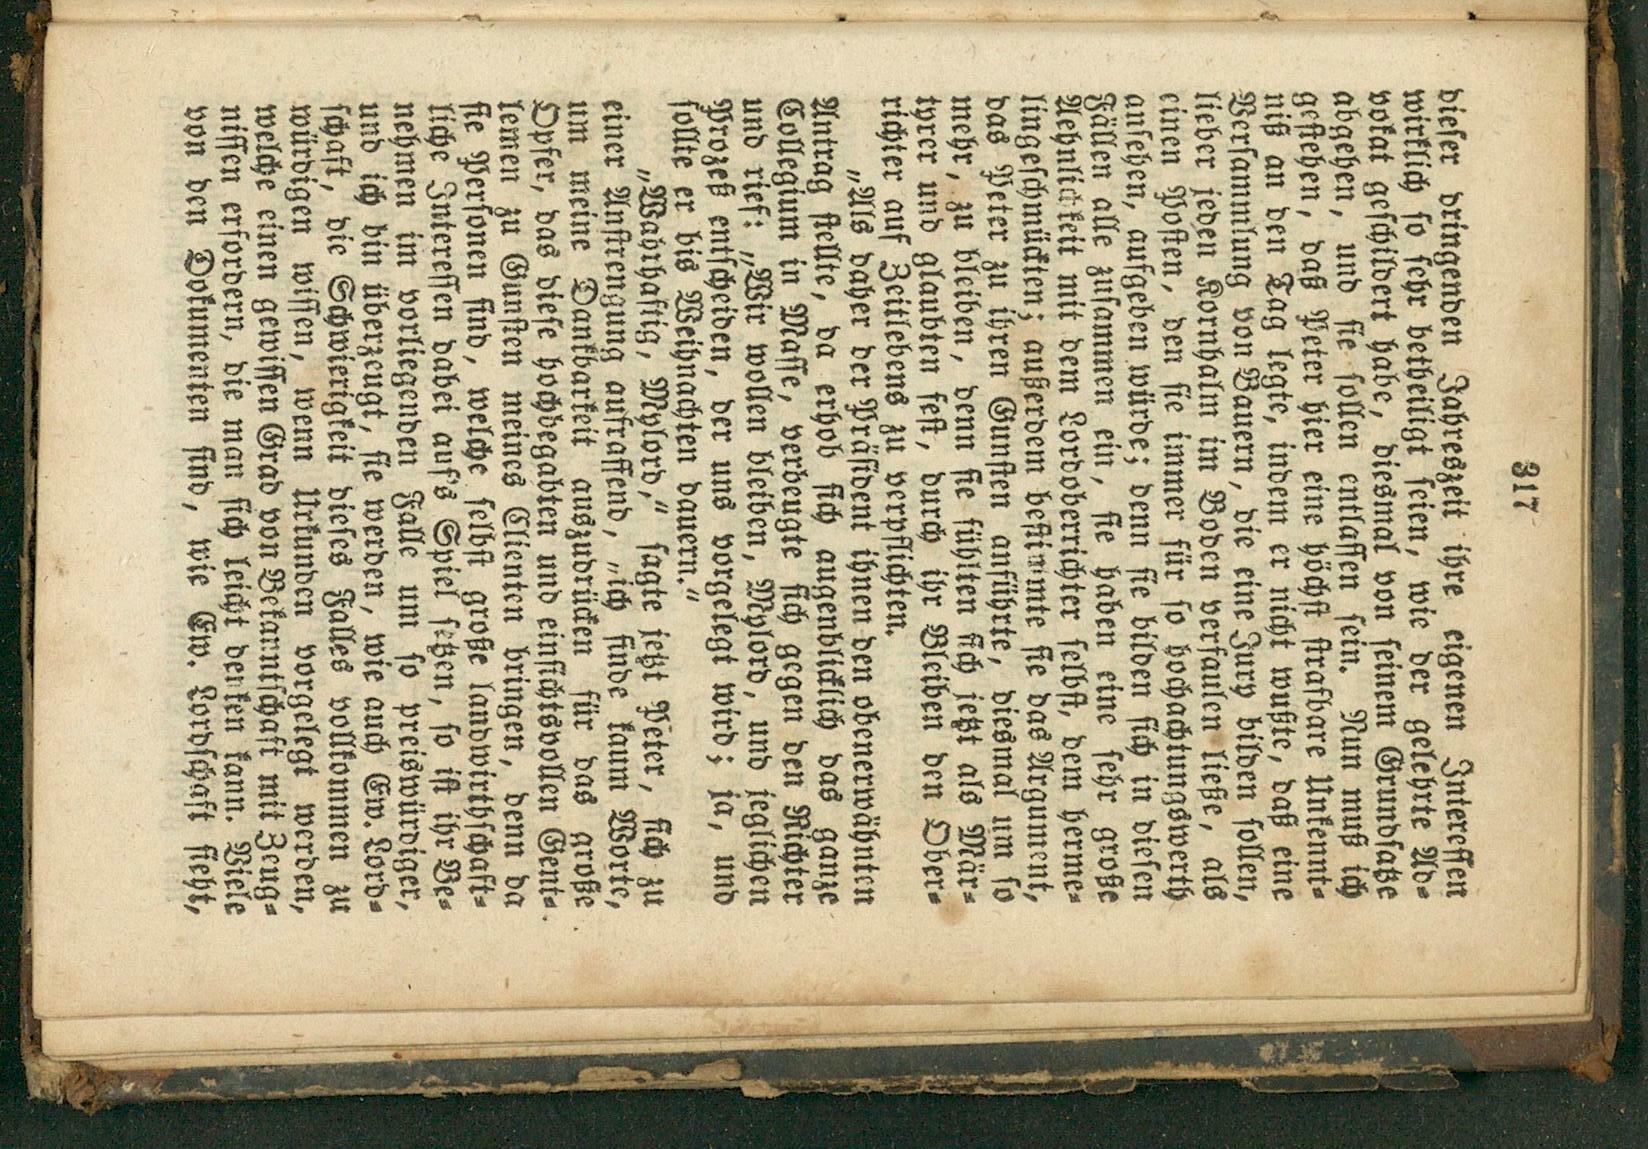 317
dieser dringenden Jahreszeit ihre eigenen Interessen
wirklich so sehr betheiligt seien, wie der gelehrte Ad-
vokat geschildert habe, diesmal von seinem Grundsatze
abgehen, und sie sollen entlassen sein. Nun muß ich
gestehen, daß Peter hier eine höchst strafbare Unkennt-
niß an den Tag legte, indem er nicht wußte, daß eine
Versammlung von Bauern, die eine Jury bilden sollen,
lieber jeden Kornhalm im Boden verfaulen ließe, als
einen Posten, den sie immer für so hochachtungswerth
ansehen, aufgeben würde; denn sie bilden sich in diesen
Fällen alle zusammen ein, sie haben eine sehr große
Aehnlichkeit mit dem Lordoberrichter selbst, dem herme-
lingeschmückten; außerdem bestimmte sie das Argument,
das Peter zu ihren Gunsten anführte, diesmal um so
mehr, zu bleiben, denn sie fühlten sich jetzt als Mär-
tyrer und glaubten fest, durch ihr Bleiben den Ober-
richter auf Zeitlebens zu verpflichten.
„Als daher der Präsident ihnen den obenerwähnten
Antrag stellte, da erhob sich augenblicklich das ganze
Collegium in Masse, verbeugte sich gegen den Richter
und rief: „Wir wollen bleiben, Mylord, und jeglichen
Prozeß entscheiden, der uns vorgelegt wird; ja, und
sollte er bis Weihnachten dauern.“
„Wahrhaftig, Mylord,“ sagte jetzt Peter, sich zu
einer Anstrengung aufraffend, „ich finde kaum Worte,
um meine Dankbarkeit auszudrücken für das große
Opfer, das diese hochbegabten und einsichtsvollen Gent-
lemen zu Gunsten meines Clienten bringen, denn da
sie Personen sind, welche selbst große landwirthschaft-
liche Interessen dabei auf's Spiel setzen, so ist ihr Be-
nehmen im vorliegenden Falle um so preiswürdiger,
und ich bin überzeugt, sie werden, wie auch Ew. Lord-
schaft, die Schwierigkeit dieses Falles vollkommen zu
würdigen wissen, wenn Urkunden vorgelegt werden,
welche einen gewissen Grad von Bekanntschaft mit Zeug-
nissen erfordern, die man sich leicht denken kann. Viele
von den Dokumenten sind, wie Ew. Lordschaft sieht,